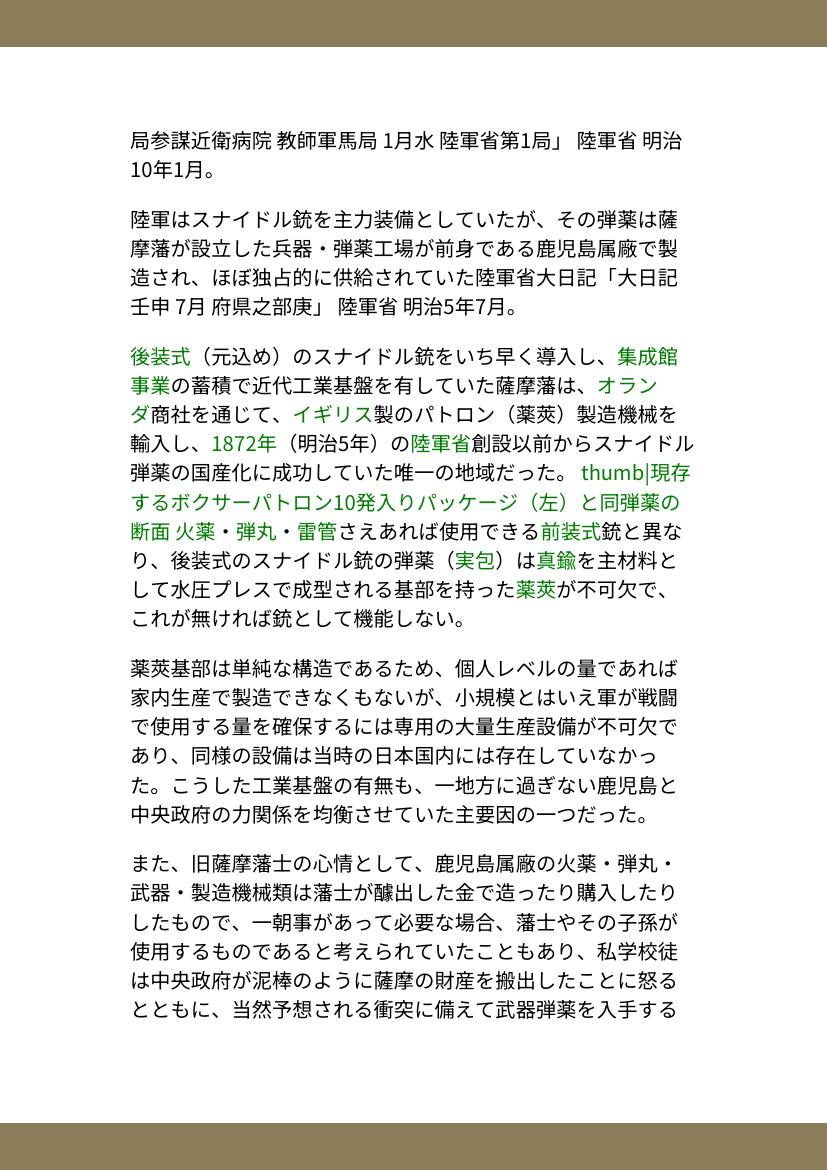 局参謀近衛病院 教師軍馬局 1月水 陸軍省第1局」 陸軍省 明治
10年1月。
陸軍はスナイドル銃を主力装備としていたが、その弾薬は薩
摩藩が設立した兵器・弾薬工場が前身である鹿児島属廠で製
造され、ほぼ独占的に供給されていた陸軍省大日記「大日記
壬申 7月 府県之部庚」 陸軍省 明治5年7月。
後装式（元込め）のスナイドル銃をいち早く導入し、集成館
事業の蓄積で近代工業基盤を有していた薩摩藩は、オラン
ダ商社を通じて、イギリス製のパトロン（薬莢）製造機械を
輸入し、1872年（明治5年）の陸軍省創設以前からスナイドル
弾薬の国産化に成功していた唯一の地域だった。 thumb|現存
するボクサーパトロン10発入りパッケージ（左）と同弾薬の
断面 火薬・弾丸・雷管さえあれば使用できる前装式銃と異な
り、後装式のスナイドル銃の弾薬（実包）は真鍮を主材料と
して水圧プレスで成型される基部を持った薬莢が不可欠で、
これが無ければ銃として機能しない。
薬莢基部は単純な構造であるため、個人レベルの量であれば
家内生産で製造できなくもないが、小規模とはいえ軍が戦闘
で使用する量を確保するには専用の大量生産設備が不可欠で
あり、同様の設備は当時の日本国内には存在していなかっ
た。こうした工業基盤の有無も、一地方に過ぎない鹿児島と
中央政府の力関係を均衡させていた主要因の一つだった。
また、旧薩摩藩士の心情として、鹿児島属廠の火薬・弾丸・
武器・製造機械類は藩士が醵出した金で造ったり購入したり
したもので、一朝事があって必要な場合、藩士やその子孫が
使用するものであると考えられていたこともあり、私学校徒
は中央政府が泥棒のように薩摩の財産を搬出したことに怒る
とともに、当然予想される衝突に備えて武器弾薬を入手する